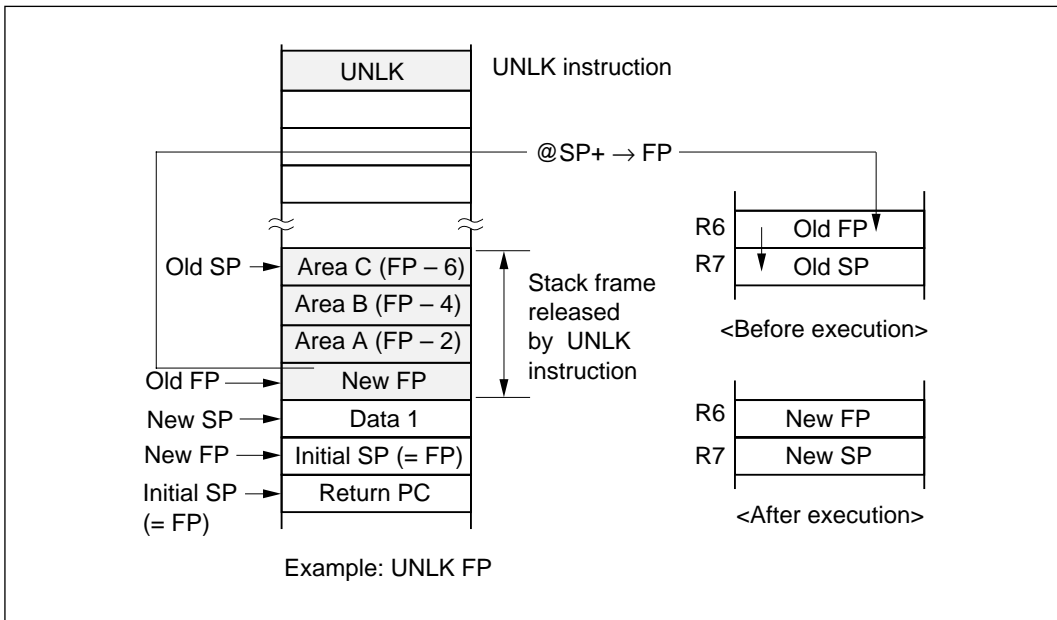 UNLK
UNLK instruction
@SP+ → FP
Old SP
Area C (FP – 6)
Area B (FP – 4)
Area A (FP – 2)
Old FP
New FP
New SP
Data 1
New FP
Initial SP (= FP)
Initial SP
(= FP)
Return PC
Stack frame
released
by UNLK
instruction
R6
Old FP
R7
Old SP
<Before execution>
R6
New FP
R7
New SP
<After execution>
Example: UNLK FP